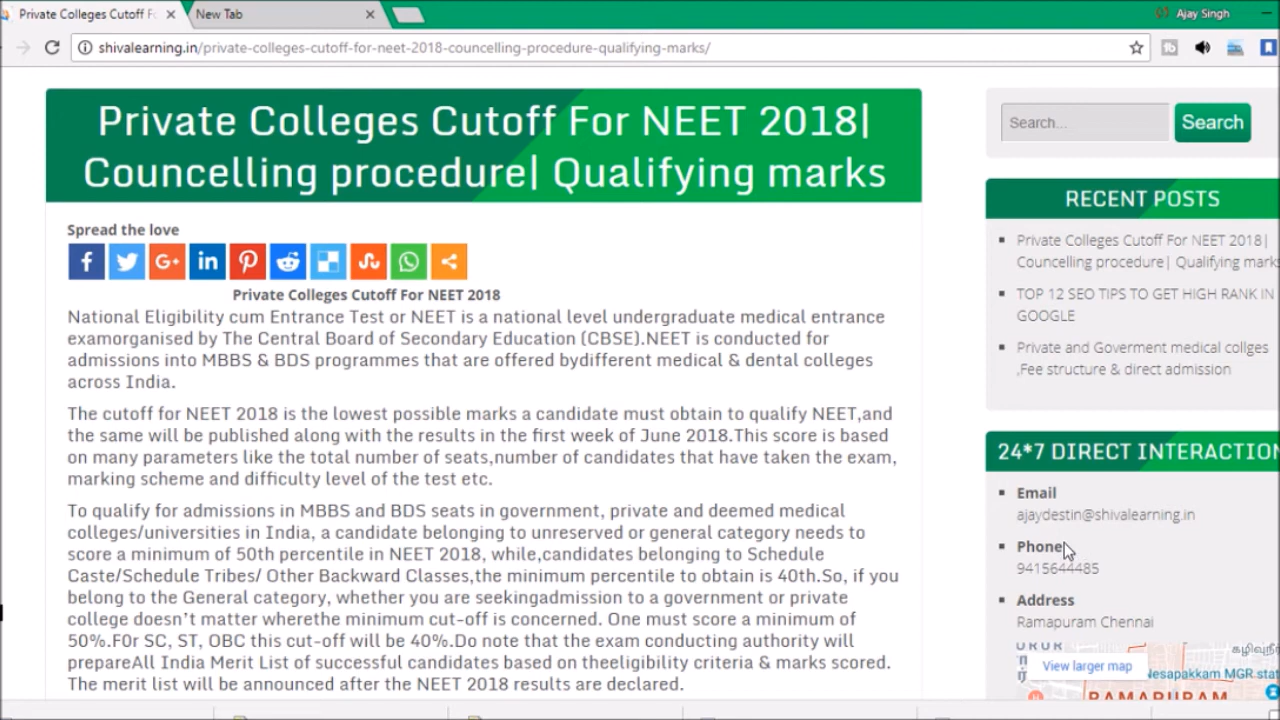 Private Colleges Cutoff F
New Tab
Ajay Singh
shivalearning.in/private-colleges-cutoff-for-neet-2018-councelling-procedure-qualifying-marks/
Private Colleges Cutoff For NEET 2018|
Councelling procedure| Qualifying marks
Spread the love
Private Colleges Cutoff For NEET 2018
National Eligibility cum Entrance Test or NEET is a national level undergraduate medical entrance
examorganised by The Central Board of Secondary Education (CBSE).NEET is conducted for
admissions into MBBS & BDS programmes that are offered bydifferent medical & dental colleges
across India.
The cutoff for NEET 2018 is the lowest possible marks a candidate must obtain to qualify NEET,and
the same will be published along with the results in the first week of June 2018.This score is based
on many parameters like the total number of seats,number of candidates that have taken the exam,
marking scheme and difficulty level of the test etc.
To qualify for admissions in MBBS and BDS seats in government, private and deemed medical
colleges/universities in India, a candidate belonging to unreserved or general category needs to
score a minimum of 50th percentile in NEET 2018, while,candidates belonging to Schedule
Caste/Schedule Tribes/ Other Backward Classes,the minimum percentile to obtain is 40th.So, if you
belong to the General category, whether you are seekingadmission to a government or private
college doesn't matter wherethe minimum cut-off is concerned. One must score a minimum of
50%.F0r SC, ST, OBC this cut-off will be 40%.Do note that the exam conducting authority will
prepareAll India Merit List of successful candidates based on theeligibility criteria & marks scored.
The merit list will be announced after the NEET 2018 results are declared.
Search...
Search
RECENT POSTS
Private Colleges Cutoff For NEET 2018|
Councelling procedure| Qualifying marks
TOP 12 SEO TIPS TO GET HIGH RANK IN
GOOGLE
Private and Goverment medical collges
,Fee structure & direct admission
24*7 DIRECT INTERACTION
Email
ajaydestin@shivalearning.in
Phone
9415644485
Address
Ramapuram Chennai
View larger map
Nesapakkam MGR stat
RAMAPURAM